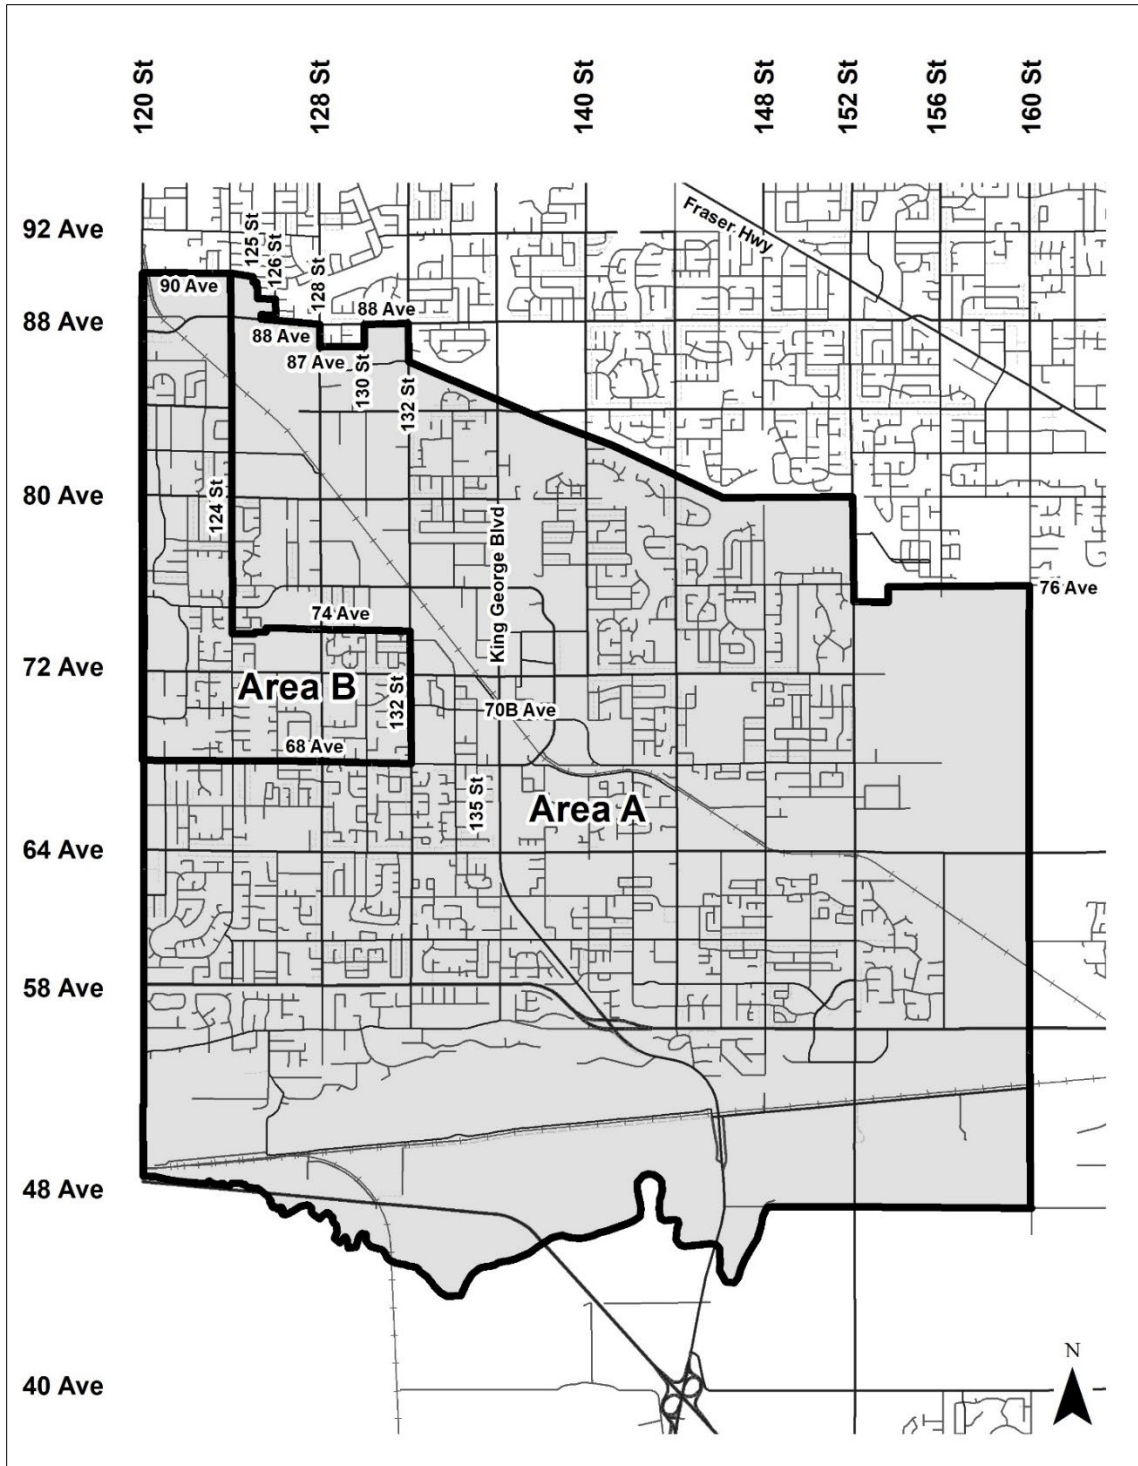 120 St
128 St
140 St
148 St
152 St
156 St
160 St
92 Ave
Fraser Hwy
125 St
126 St
128 St
90 Ave
88 Ave
88 Ave
88 Ave
87 Ave
130 St
132 St
80 Ave
124 St
King George Blvd
76 Ave
74 Ave
72 Ave
Area B
132 St
70B Ave
68 Ave
135 St
Area A
64 Ave
58 Ave
48 Ave
N
40 Ave